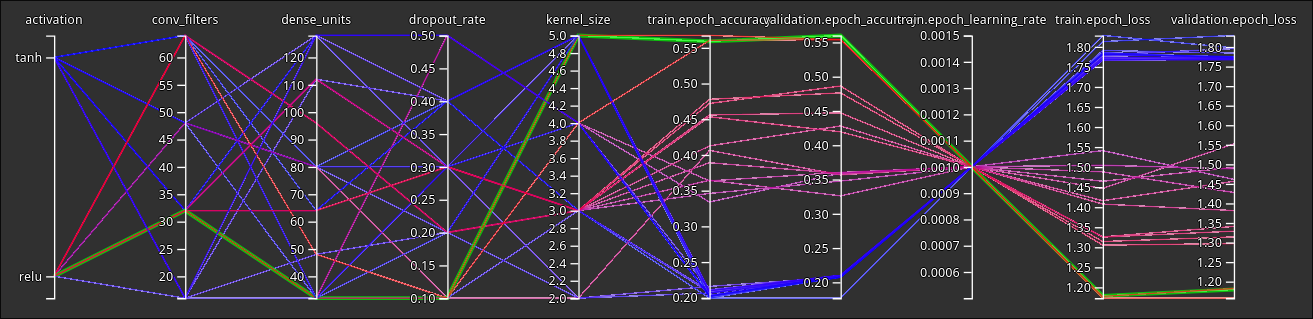 activation conv_filters dense_units dropout_rate kernel_size train.epoch_accuracy validation.epoch_accuracy train.epoch_learning_rate train.epoch_loss validation.epoch_loss
0.50 5.0 0.0015
60 120 0.45 4.8 0.55 0.55 0.0014 1.80 1.80
tanh 4.6 1.75 1.75
55 4.4 0.50 0.50 0.0013 1.70 1.70
50 100 0.40 4.2 0.0012 1.65 1.65
45 0.35 4.0 0.45 0.45 0.0011 1.60 1.60
40 80 0.30 3.8 0.40 0.40 0.0010 1.55 1.55
35 3.6 1.50 1.50
30 60 0.25 3.4 0.35 0.35 0.0009 1.45 1.45
25 3.2 1.40 1.40
relu 20 40 0.20 3.0 0.30 0.30 0.0008 1.35 1.35
0.15 2.8 0.25 0.25 0.0007 1.30 1.30
2.6 0.0006 1.25 1.25
0.10 2.4 0.20 0.20 1.20 1.20
2.2
2.0